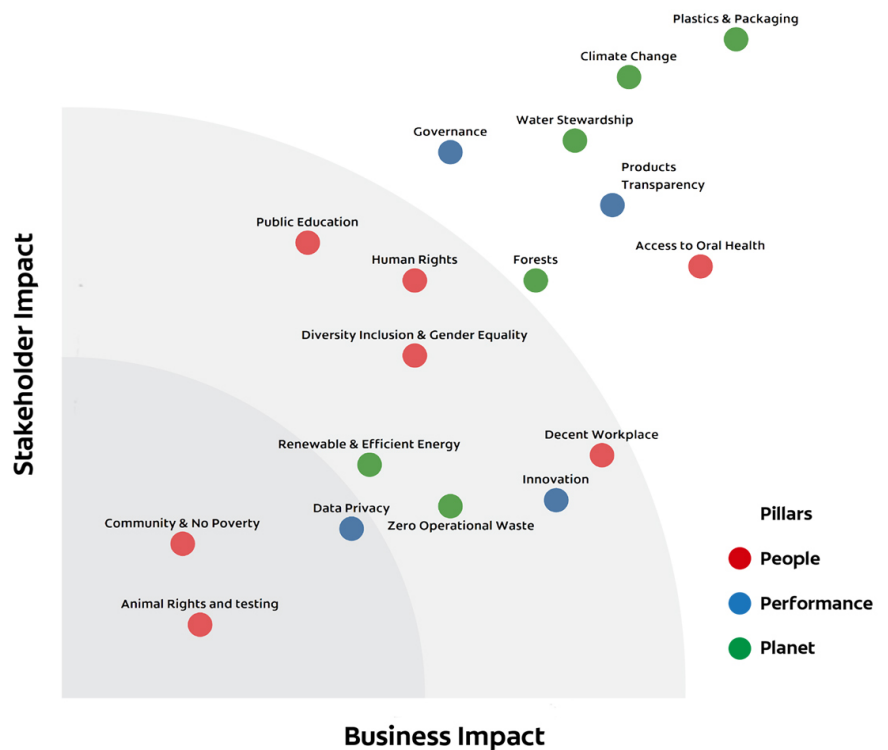 Plastics & Packaging
Climate Change
Water Stewardship
Governance
Products
Transparency
Public Education
Access to Oral Health
Human Rights
Forests
Diversity Inclusion & Gender Equality
Decent Workplace
Renewable & Efficient Energy
Innovation
Data Privacy
Zero Operational Waste
Community & No Poverty
Animal Rights and testing
Stakeholder Impact
Business Impact
Pillars
People
Performance
Planet